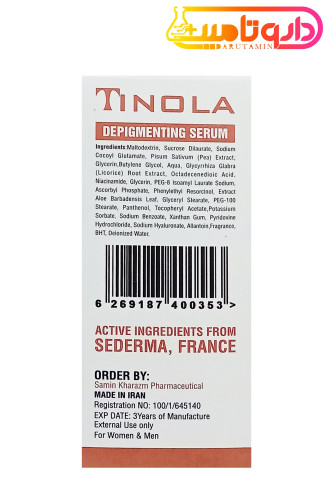 داروتامین
DARUTAMIN
TINOLA
DEPIGMENTING SERUM
Ingredients:Maltodextrin, Sucrose Dilaurate, Sodium
Cocoyl Glutamate, Pisum Sativum (Pea) Extract,
Glycerin,Butylene Glycol, Aqua, Glycyrrhiza Glabra
(Licorice) Root Extract, Octadecenedioic Acid,
Niacinamide, Glycerin, PEG-8 Isoamyl Laurate Sodium,
Ascorbyl Phosphate, Phenylethyl Resorcinol, Extract
Aloe Barbadensis Leaf, Glyceryl Stearate, PEG-100
Stearate, Panthenol, Tocopheryl Acetate,Potassium
Sorbate, Sodium Benzoate, Xanthan Gum, Pyridoxine
Hydrochloride, Sodium Hyaluronate, Allantoin,Fragrance,
BHT, Deionized Water.
6 269187 400353 >
ACTIVE INGREDIENTS FROM
SEDERMA, FRANCE
ORDER BY:
Samin Kharazm Pharmaceutical
MADE IN IRAN
Registration NO: 100/1/645140
EXP DATE: 3Years of Manufacture
External Use only
For Women & Men